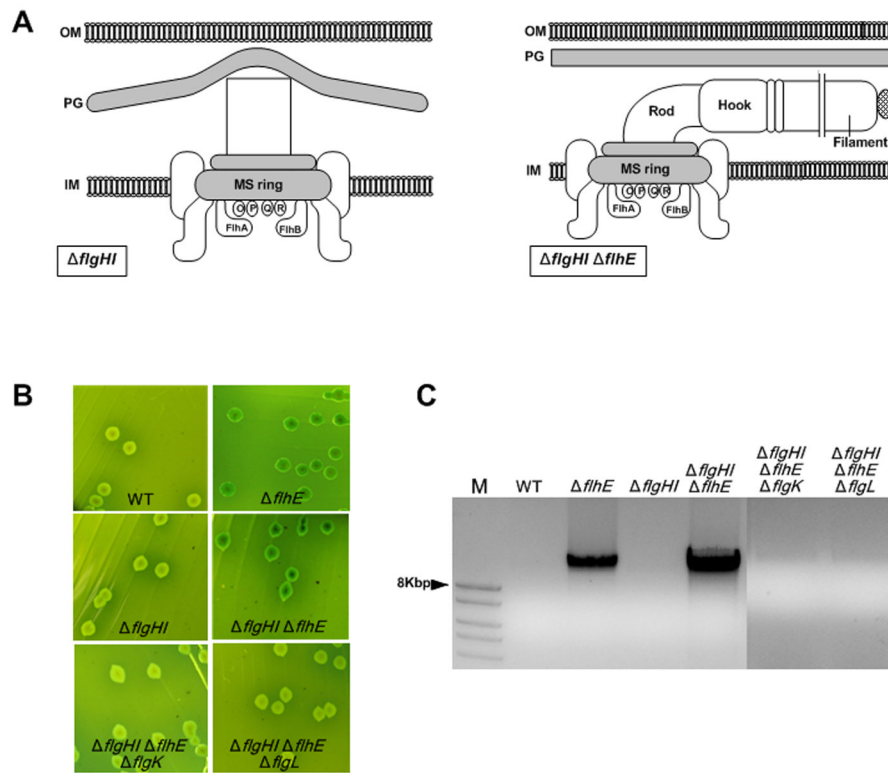 A
OM
PG
IM
MS ring
O P Q R
FlhA
FlhB
ΔflgHI
OM
PG
Rod
Hook
Filament
IM
MS ring
O P Q R
FlhA
FlhB
ΔflgHI ΔflhE
B
WT
ΔflhE
ΔflgHI
ΔflgHI ΔflhE
ΔflgHI ΔflhE
ΔflgK
ΔflgHI ΔflhE
ΔflgL
C
M
WT
ΔflhE
ΔflgHI
ΔflgHI
ΔflhE
ΔflgHI
ΔflhE
ΔflgK
ΔflgHI
ΔflhE
ΔflgL
8Kbp